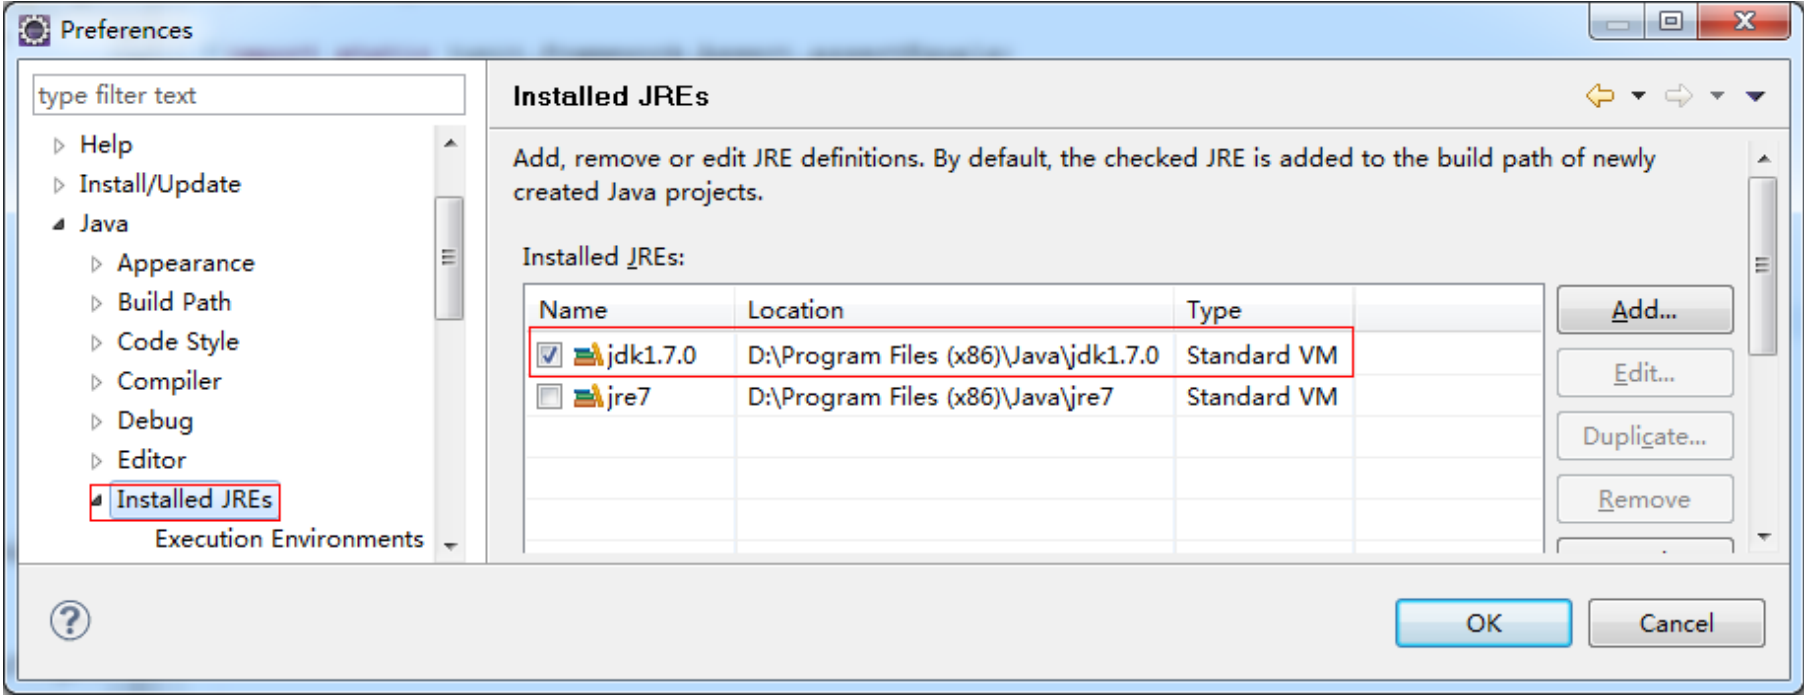 Preferences
type filter text
Help
Install/Update
Java
Appearance
Build Path
Code Style
Compiler
Debug
Editor
Installed JREs
Execution Environments
Installed JREs
Add, remove or edit JRE definitions. By default, the checked JRE is added to the build path of newly
created Java projects.
Installed JREs:
Name Location Type
jdk1.7.0 D:\Program Files (x86)\Java\jdk1.7.0 Standard VM
jre7 D:\Program Files (x86)\Java\jre7 Standard VM
Add...
Edit...
Duplicate...
Remove
OK
Cancel